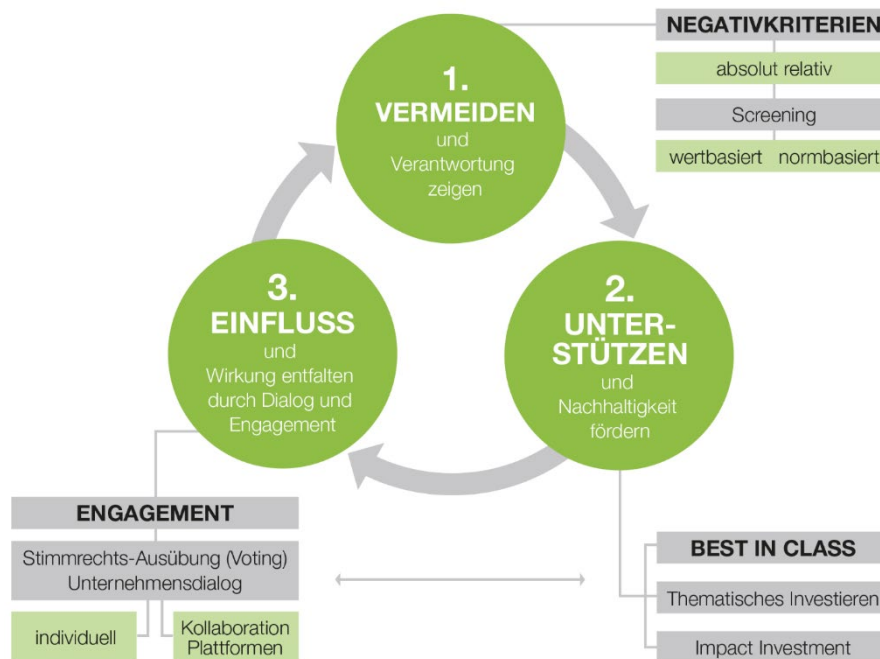 1.
VERMEIDEN
und
Verantwortung
zeigen
NEGATIVKRITERIEN
absolut relativ
Screening
wertbasiert normbasiert
2.
UNTER-
STÜTZEN
und
Nachhaltigkeit
fördern
BEST IN CLASS
Thematisches Investieren
Impact Investment
3.
EINFLUSS
und
Wirkung entfalten
durch Dialog und
Engagement
ENGAGEMENT
Stimmrechts-Ausübung (Voting)
Unternehmensdialog
individuell
Kollaboration
Plattformen